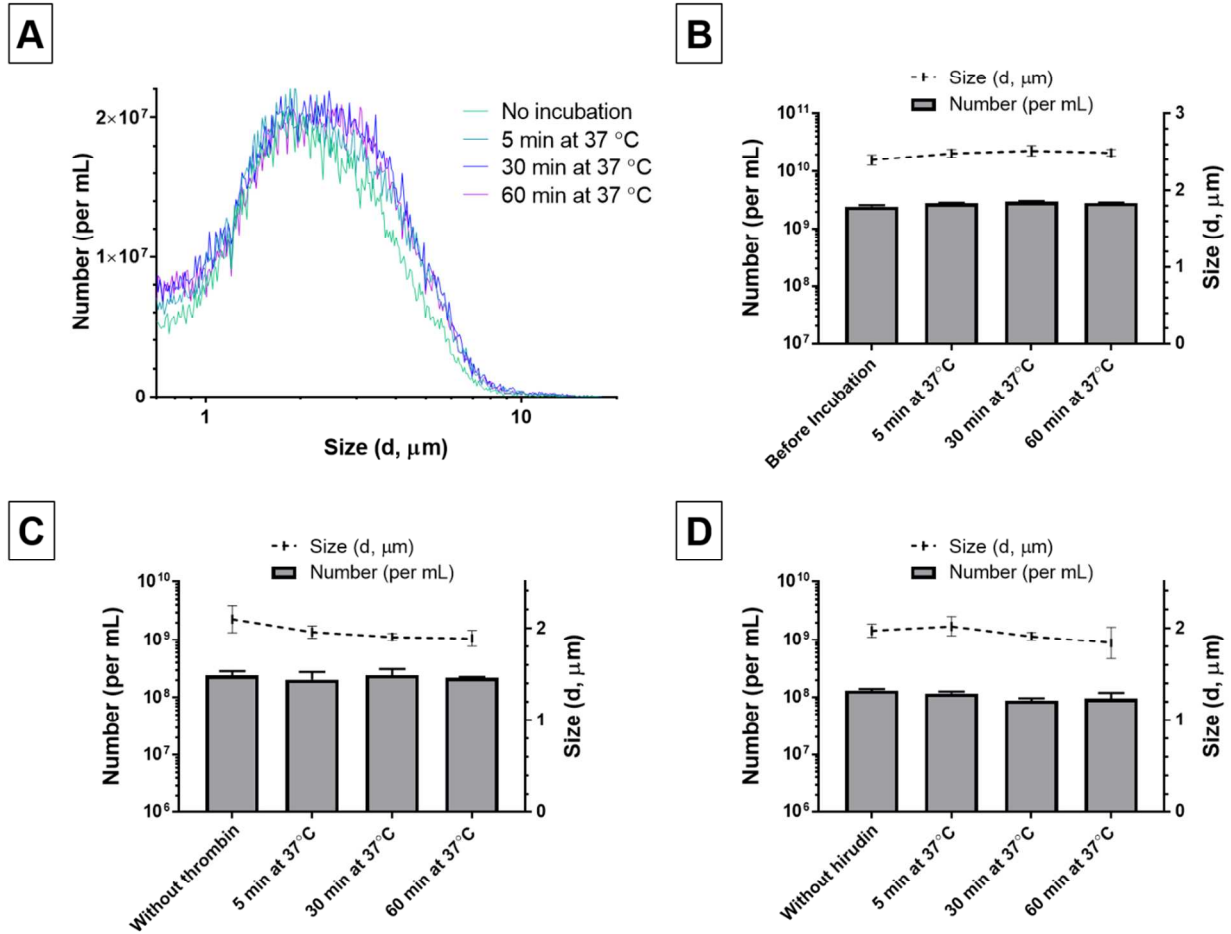 A
Number (per mL)
2×10⁷
1×10⁷
0
1
10
Size (d, μm)
No incubation
5 min at 37 °C
30 min at 37 °C
60 min at 37 °C
B
Size (d, μm)
Number (per mL)
Number (per mL)
10¹¹
10¹⁰
10⁹
10⁸
10⁷
3
2
1
0
Size (d, μm)
Before Incubation
5 min at 37°C
30 min at 37°C
60 min at 37°C
C
Size (d, μm)
Number (per mL)
Number (per mL)
10¹⁰
10⁹
10⁸
10⁷
10⁶
2
1
0
Size (d, μm)
Without thrombin
5 min at 37°C
30 min at 37°C
60 min at 37°C
D
Size (d, μm)
Number (per mL)
Number (per mL)
10¹⁰
10⁹
10⁸
10⁷
10⁶
2
1
0
Size (d, μm)
Without hirudin
5 min at 37°C
30 min at 37°C
60 min at 37°C